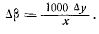 Δβ = 1000 Δy / x .